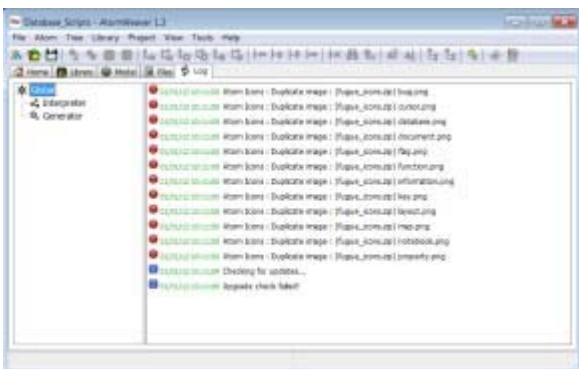 Database_Scripts - AtomWeaver 1.3
File Atom Tree Library Project View Tools Help
Home Library Model Files Log
Global
Interpreter
Generator
Atom Icons : Duplicate image : [fugue_icons.zip] bug.png
Atom Icons : Duplicate image : [fugue_icons.zip] cursor.png
Atom Icons : Duplicate image : [fugue_icons.zip] database.png
Atom Icons : Duplicate image : [fugue_icons.zip] document.png
Atom Icons : Duplicate image : [fugue_icons.zip] flag.png
Atom Icons : Duplicate image : [fugue_icons.zip] function.png
Atom Icons : Duplicate image : [fugue_icons.zip] information.png
Atom Icons : Duplicate image : [fugue_icons.zip] key.png
Atom Icons : Duplicate image : [fugue_icons.zip] layout.png
Atom Icons : Duplicate image : [fugue_icons.zip] map.png
Atom Icons : Duplicate image : [fugue_icons.zip] notebook.png
Atom Icons : Duplicate image : [fugue_icons.zip] property.png
Checking for updates...
Upgrade check failed!